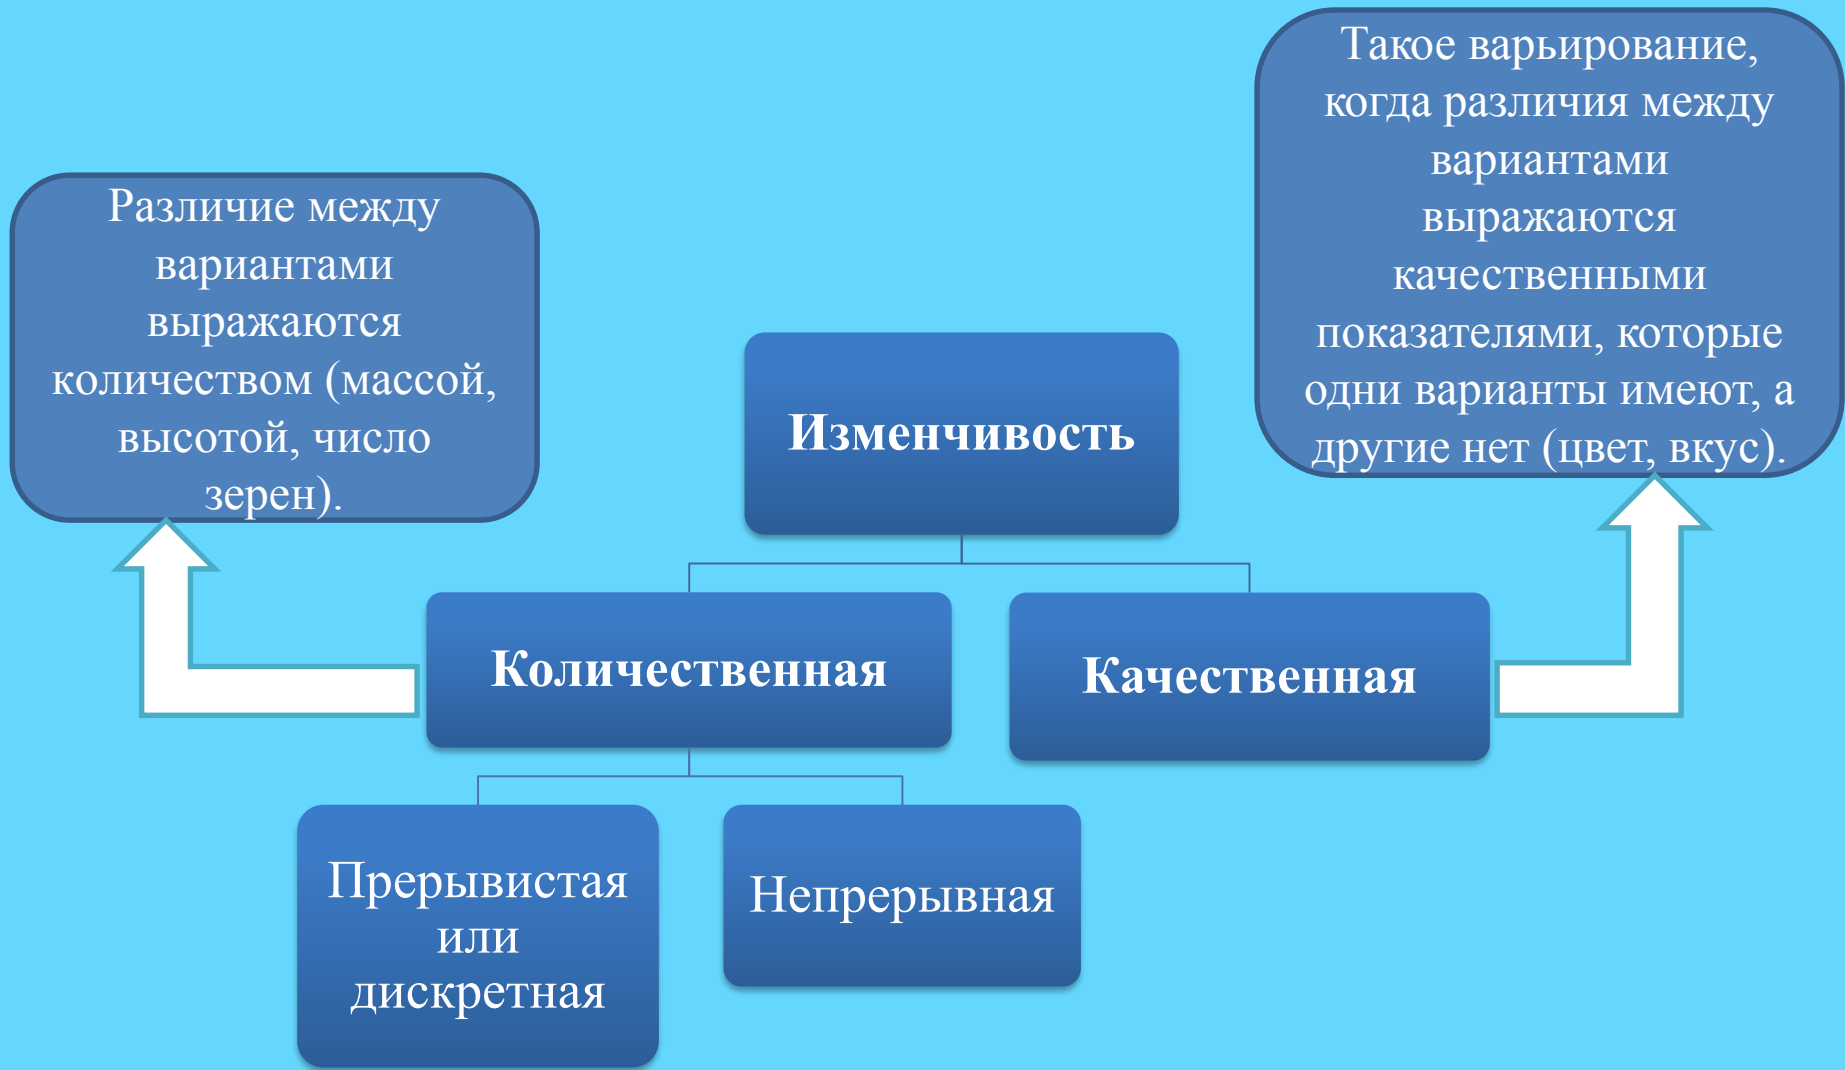 Такое варьирование,
когда различия между
вариантами
выражаются
качественными
показателями, которые
одни варианты имеют, а
другие нет (цвет, вкус).
Различие между
вариантами
выражаются
количеством (массой,
высотой, число
зерен).
Изменчивость
Количественная
Качественная
Прерывистая
или
дискретная
Непрерывная